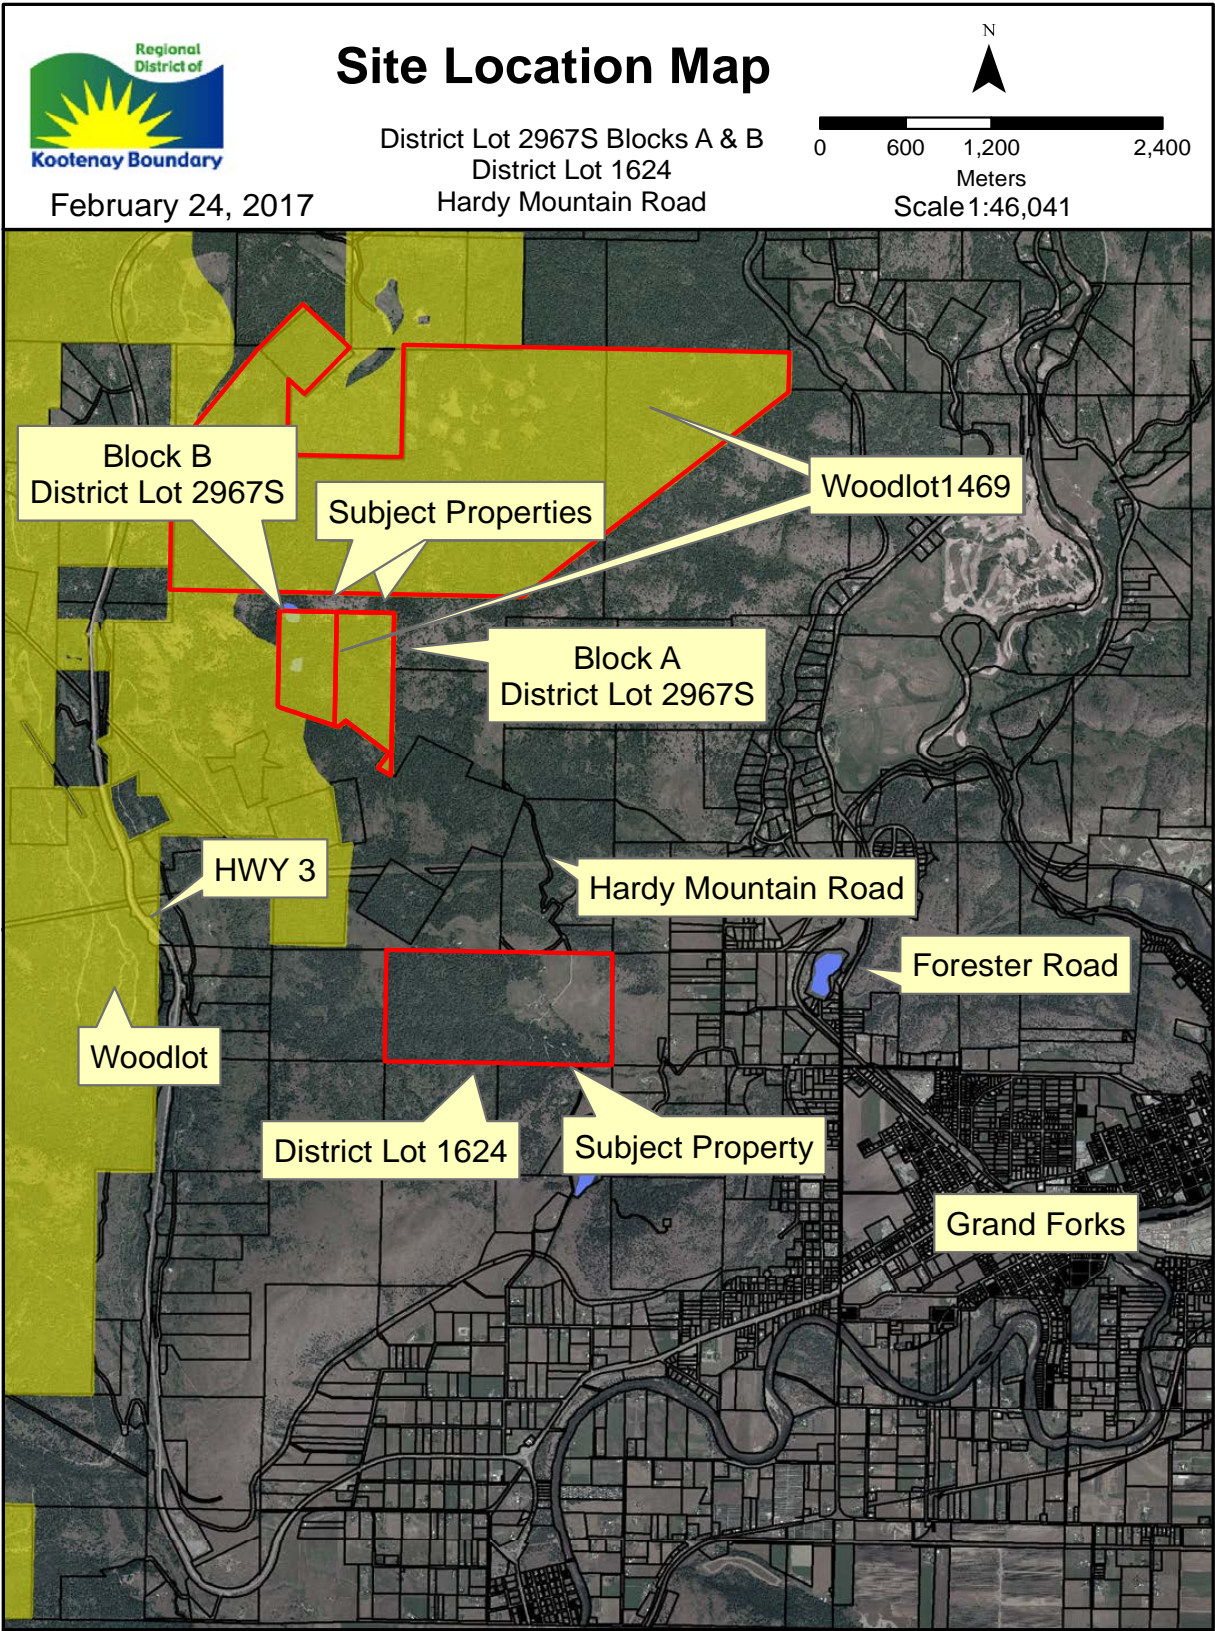 Regional
District of
Kootenay Boundary
February 24, 2017
Site Location Map
District Lot 2967S Blocks A & B
District Lot 1624
Hardy Mountain Road
N
0 600 1,200 2,400
Meters
Scale1:46,041
Block B
District Lot 2967S
Subject Properties
Woodlot1469
Block A
District Lot 2967S
HWY 3
Hardy Mountain Road
Forester Road
Woodlot
District Lot 1624
Subject Property
Grand Forks